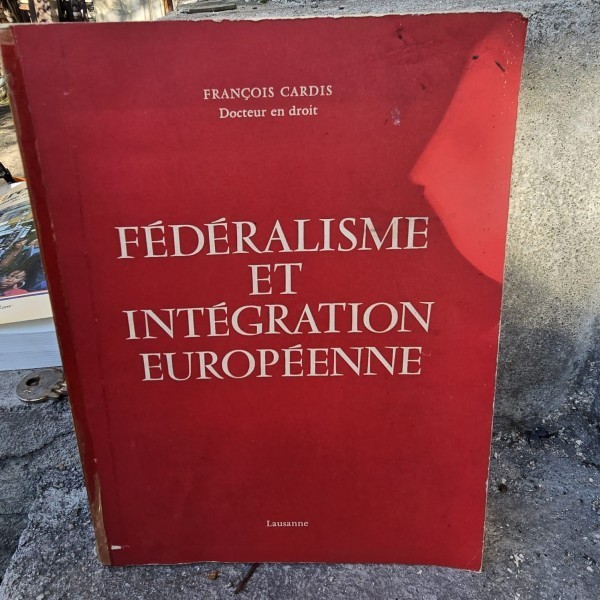 FRANÇOIS CARDIS
Docteur en droit
FÉDÉRALISME
ET
INTÉGRATION
EUROPÉENNE
Lausanne